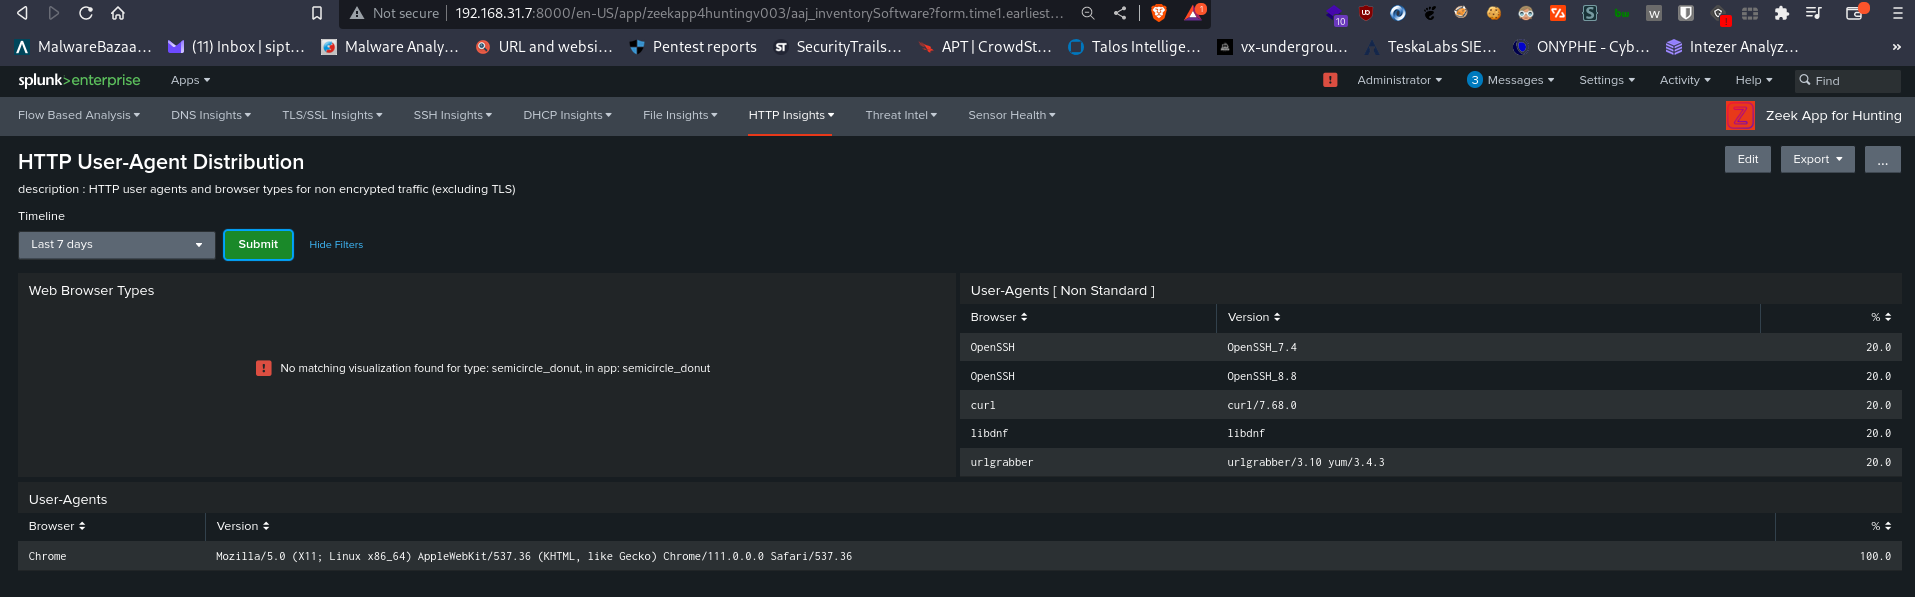 Not secure 192.168.31.7:8000/en-US/app/zeekapp4huntingv003/aaj_inventorySoftware?form.time1.earliest... 1 10
MalwareBazaa... (11) Inbox | sipt... Malware Analy... URL and websi... Pentest reports ST SecurityTrails... APT | CrowdSt... Talos Intellige... vx-undergrou... TeskaLabs SIE... ONYPHE - Cyb... Intezer Analyz... »
splunk>enterprise Apps ! Administrator 3 Messages Settings Activity Help Find
Flow Based Analysis DNS Insights TLS/SSL Insights SSH Insights DHCP Insights File Insights HTTP Insights Threat Intel Sensor Health Z Zeek App for Hunting
HTTP User-Agent Distribution Edit Export ...
description : HTTP user agents and browser types for non encrypted traffic (excluding TLS)
Timeline
Last 7 days Submit Hide Filters
Web Browser Types
! No matching visualization found for type: semicircle_donut, in app: semicircle_donut
User-Agents [ Non Standard ]
Browser Version %
OpenSSH OpenSSH_7.4 20.0
OpenSSH OpenSSH_8.8 20.0
curl curl/7.68.0 20.0
libdnf libdnf 20.0
urlgrabber urlgrabber/3.10 yum/3.4.3 20.0
User-Agents
Browser Version %
Chrome Mozilla/5.0 (X11; Linux x86_64) AppleWebKit/537.36 (KHTML, like Gecko) Chrome/111.0.0.0 Safari/537.36 100.0